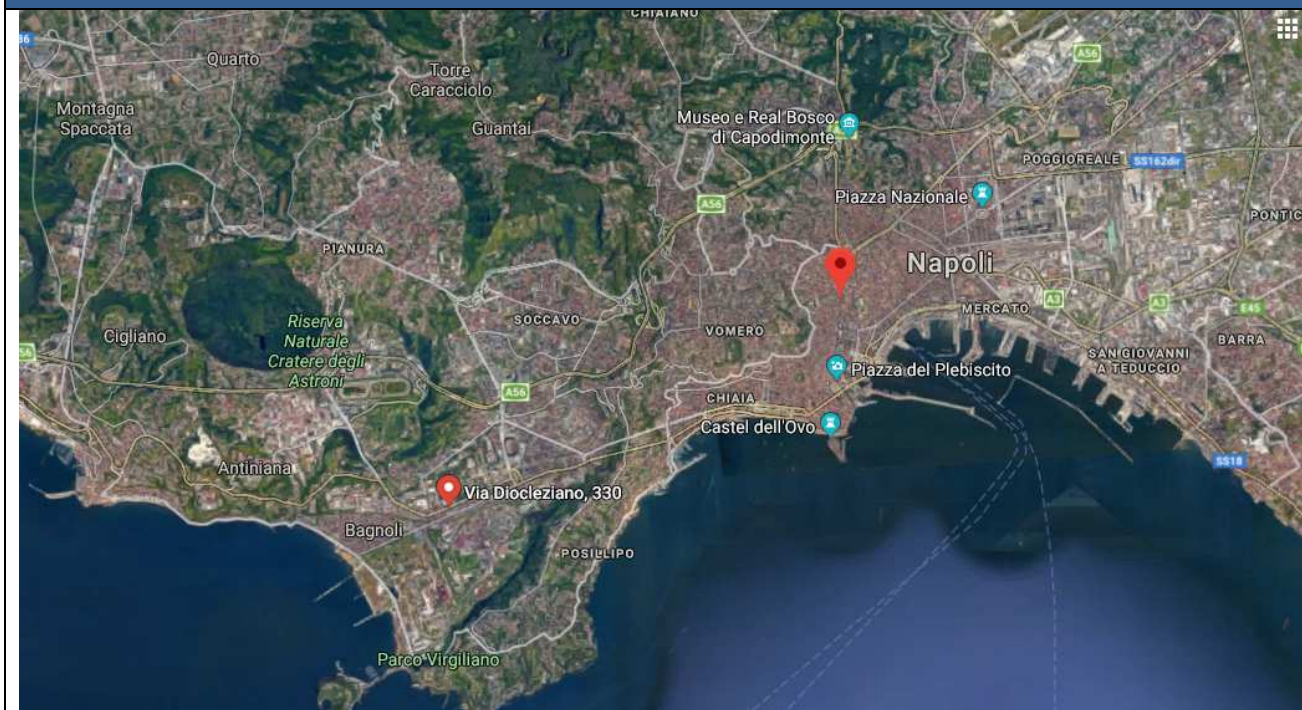 CHIAIANO
A56
Quarto
Torre
Caracciolo
Montagna
Spaccata
Guantai
Museo e Real Bosco
di Capodimonte
POGGIOREALE
SS162dir
Piazza Nazionale
A56
PONTIC
PIANURA
Napoli
A3
A3
E45
MERCATO
Riserva
Naturale
Cratere degli
Astroni
SOCCAVO
VOMERO
Cigliano
BARRA
SAN GIOVANNI
A TEDUCCIO
Piazza del Plebiscito
A56
CHIAIA
Castel dell'Ovo
SS18
Antiniana
Via Diocleziano, 330
Bagnoli
POSILLIPO
Parco Virgiliano